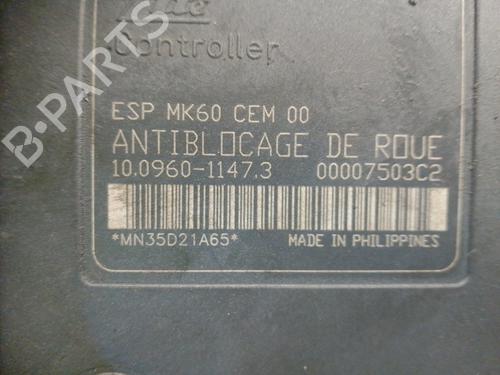 Controller
ESP MK60 CEM 00
ANTIBLOCAGE DE ROUE
10.0960-1147.3 00007503C2
*MN35D21A65* MADE IN PHILIPPINES
B-PARTS